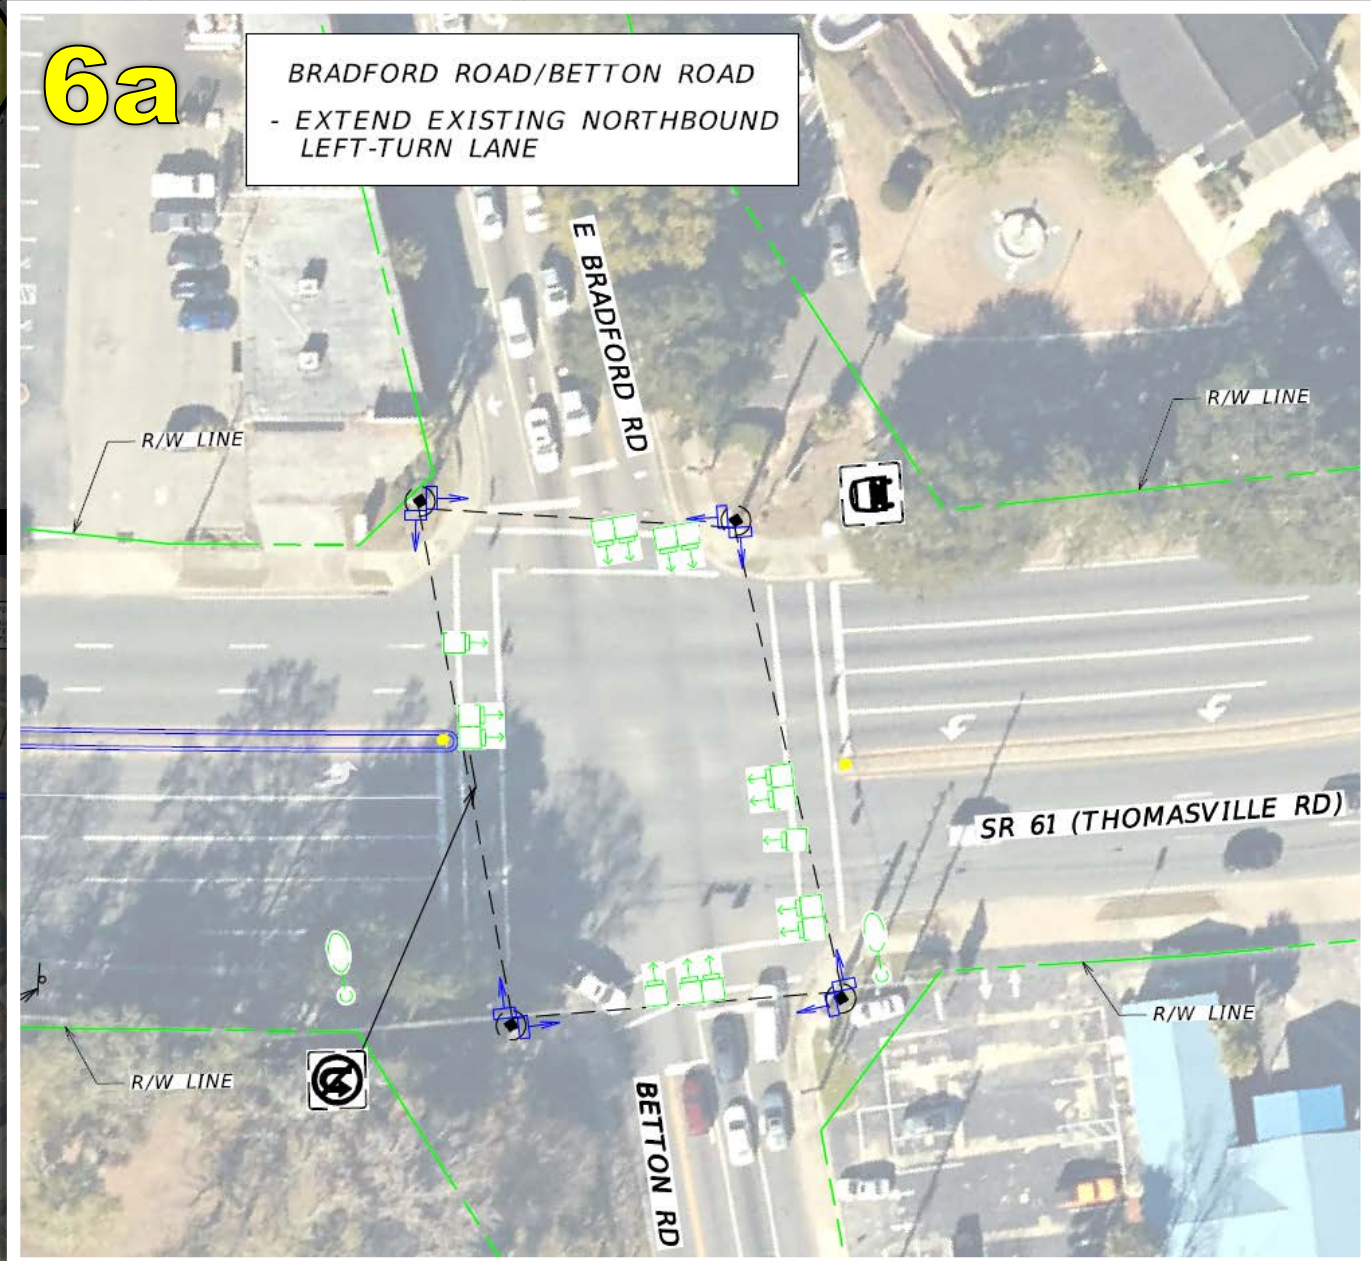 6a
BRADFORD ROAD/BETTON ROAD
- EXTEND EXISTING NORTHBOUND
LEFT-TURN LANE
E BRADFORD RD
R/W LINE
R/W LINE
SR 61 (THOMASVILLE RD)
R/W LINE
R/W LINE
BETTON RD